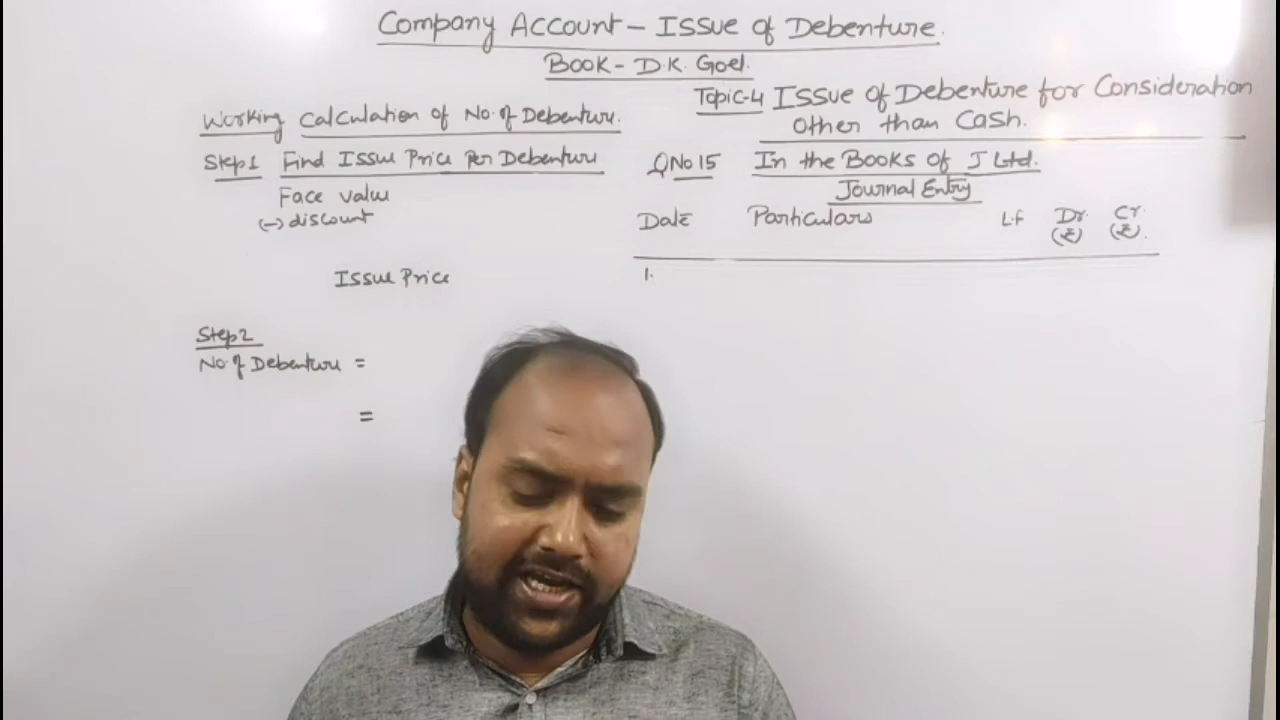 Company Account - Issue of Debenture.
Book - D.K. Goel.
Topic-4 Issue of Debenture for Consideration
Other than Cash.
Working Calculation of No. of Debenture.
Step1 Find Issue Price Per Debenture
Face value
(-) discount
Issue Price
Step2
No. of Debenture =
=
QNo 15 In the Books of J Ltd.
Journal Entry
Date Particulars L.f Dr. Cr.
(₹) (₹).
1.